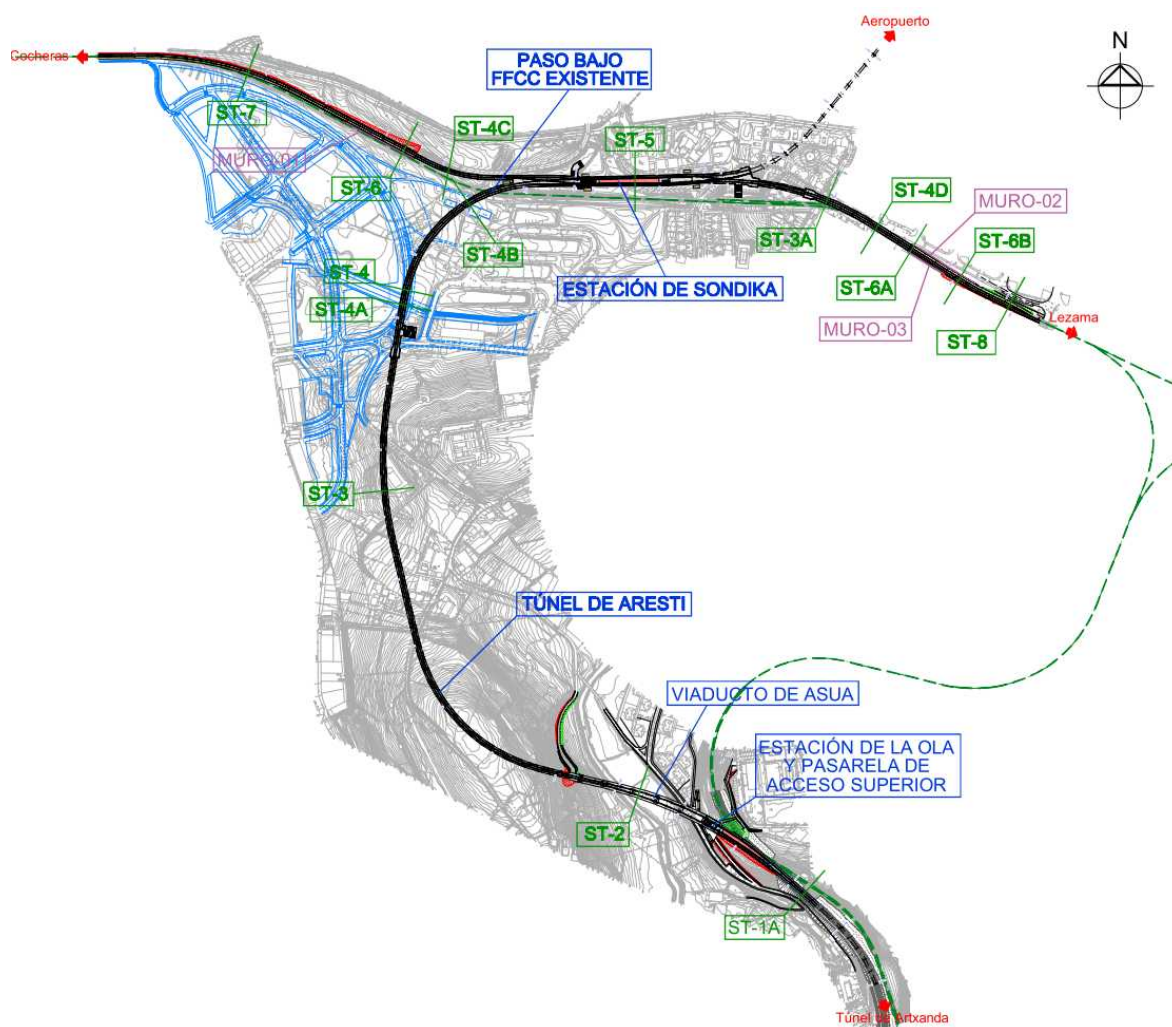 Aeropuerto
N
Cocheras
PASO BAJO
FFCC EXISTENTE
ST-7
ST-4C
ST-5
MURO-01
ST-6
ST-4D
MURO-02
ST-3A
ST-6B
ST-4
ST-4B
ST-6A
ESTACIÓN DE SONDIKA
ST-4A
MURO-03
Lezama
ST-8
ST-3
TÚNEL DE ARESTI
VIADUCTO DE ASUA
ESTACIÓN DE LA OLA
Y PASARELA DE
ACCESO SUPERIOR
ST-2
ST-1A
Túnel de Artxanda